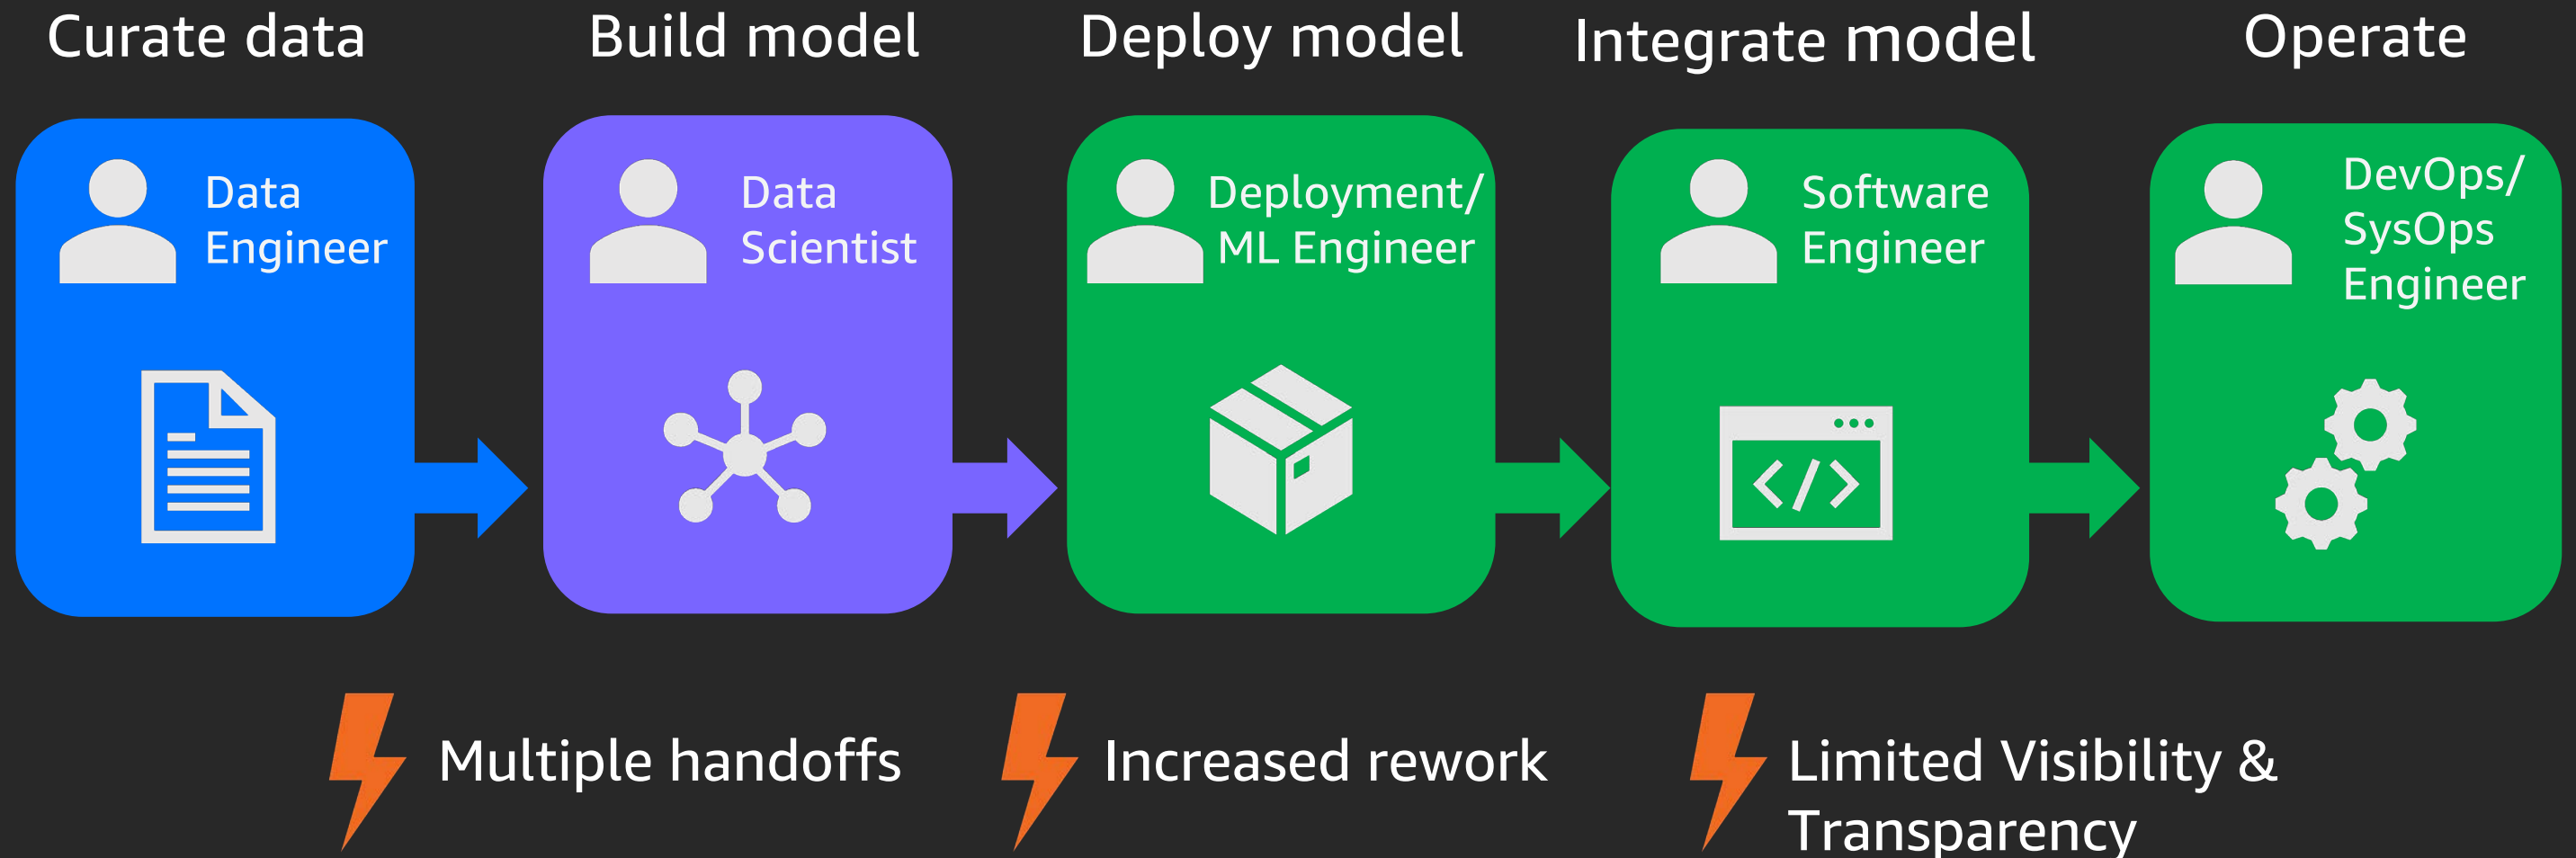 Curate data
Build model
Deploy model
Integrate model
Operate
Data
Engineer
Data
Scientist
Deployment/
ML Engineer
Software
Engineer
DevOps/
SysOps
Engineer
Multiple handoffs
Increased rework
Limited Visibility &
Transparency